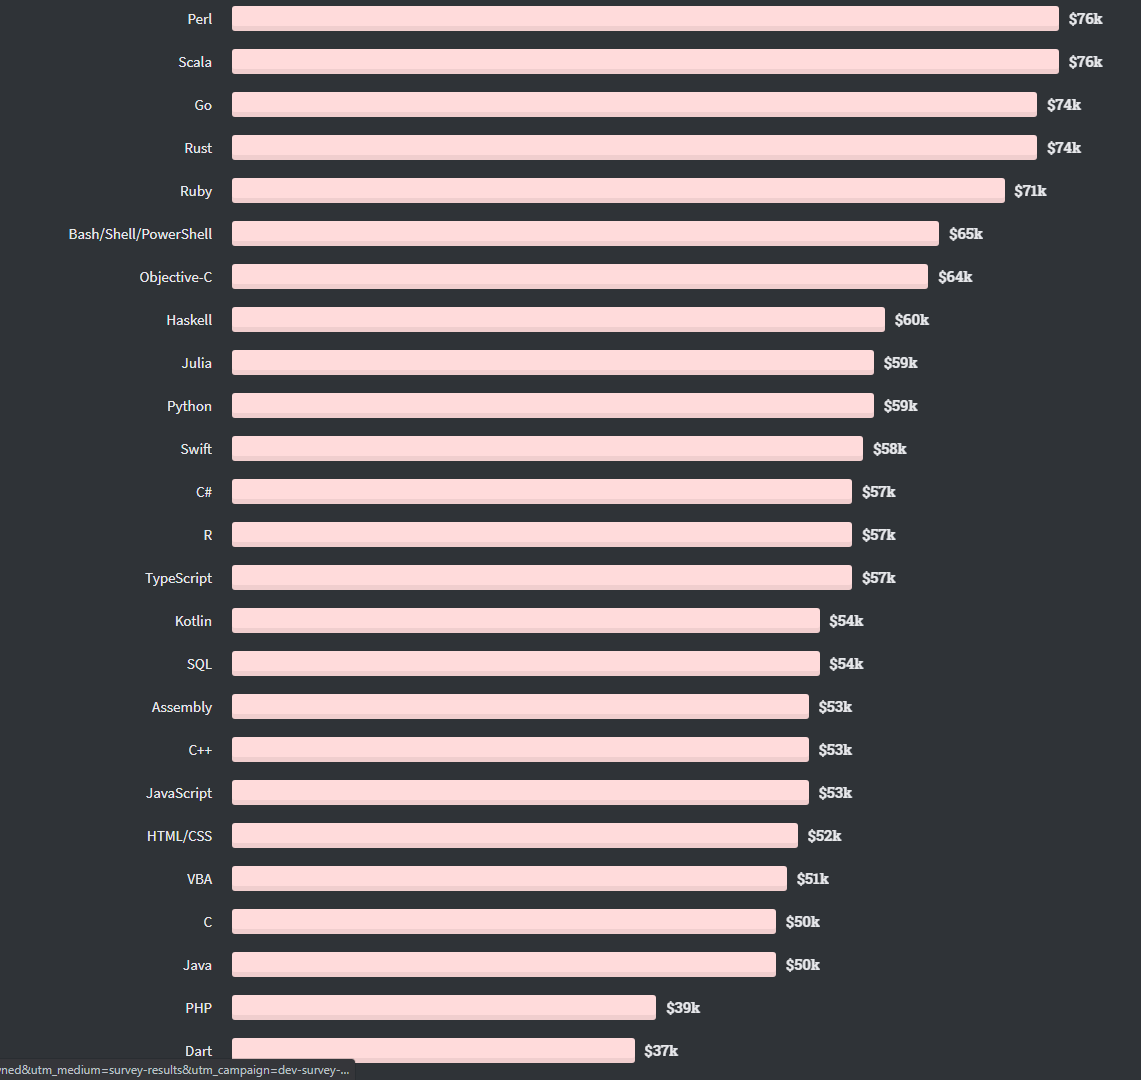 Perl $76k
Scala $76k
Go $74k
Rust $74k
Ruby $71k
Bash/Shell/PowerShell $65k
Objective-C $64k
Haskell $60k
Julia $59k
Python $59k
Swift $58k
C# $57k
R $57k
TypeScript $57k
Kotlin $54k
SQL $54k
Assembly $53k
C++ $53k
JavaScript $53k
HTML/CSS $52k
VBA $51k
C $50k
Java $50k
PHP $39k
Dart $37k
ned&utm_medium=survey-results&utm_campaign=dev-survey-...